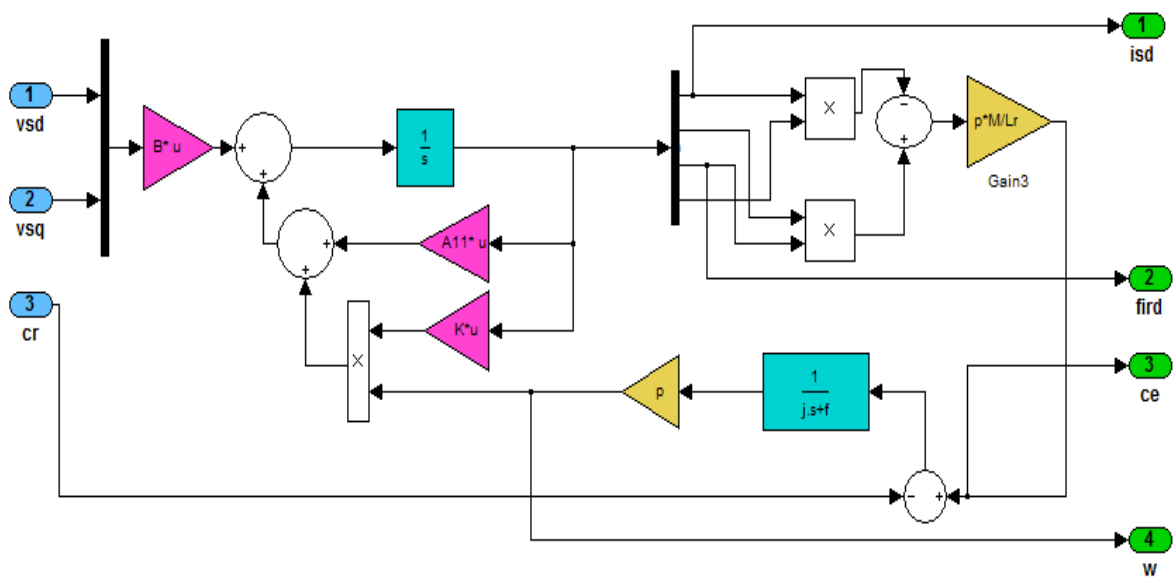 1
vsd
2
vsq
3
cr
B* u
+
+
1
s
+
+
A11* u
K*u
X
p
1
j.s+f
X
X
−
+
p*M/Lr
Gain3
−
+
1
isd
2
fird
3
ce
4
w